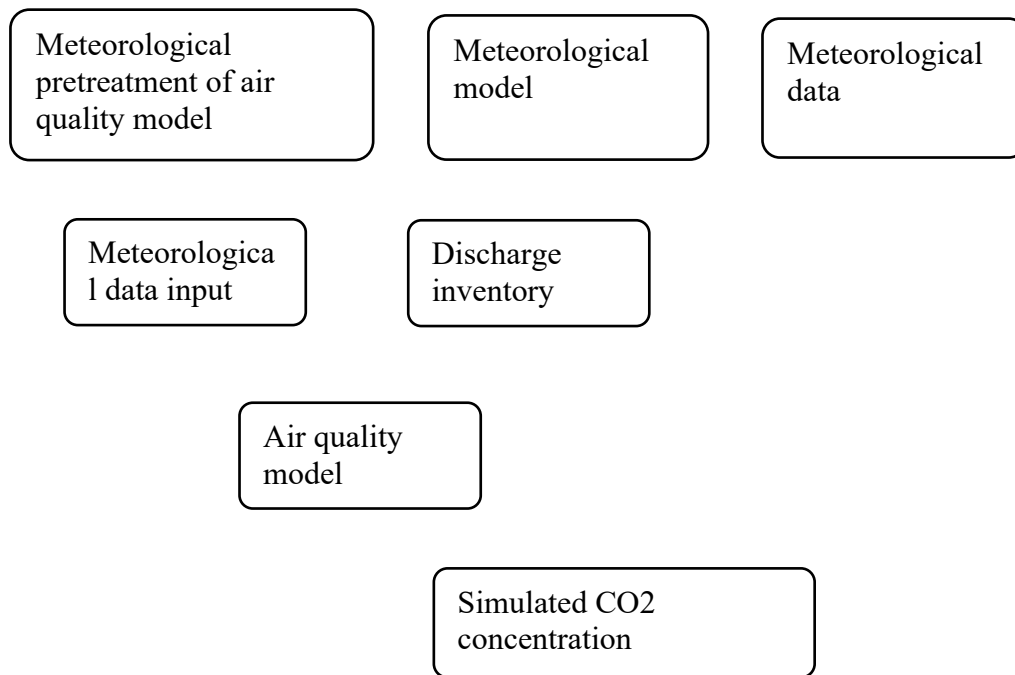 Meteorological
pretreatment of air
quality model
Meteorological
model
Meteorological
data
Meteorologica
l data input
Discharge
inventory
Air quality
model
Simulated CO2
concentration